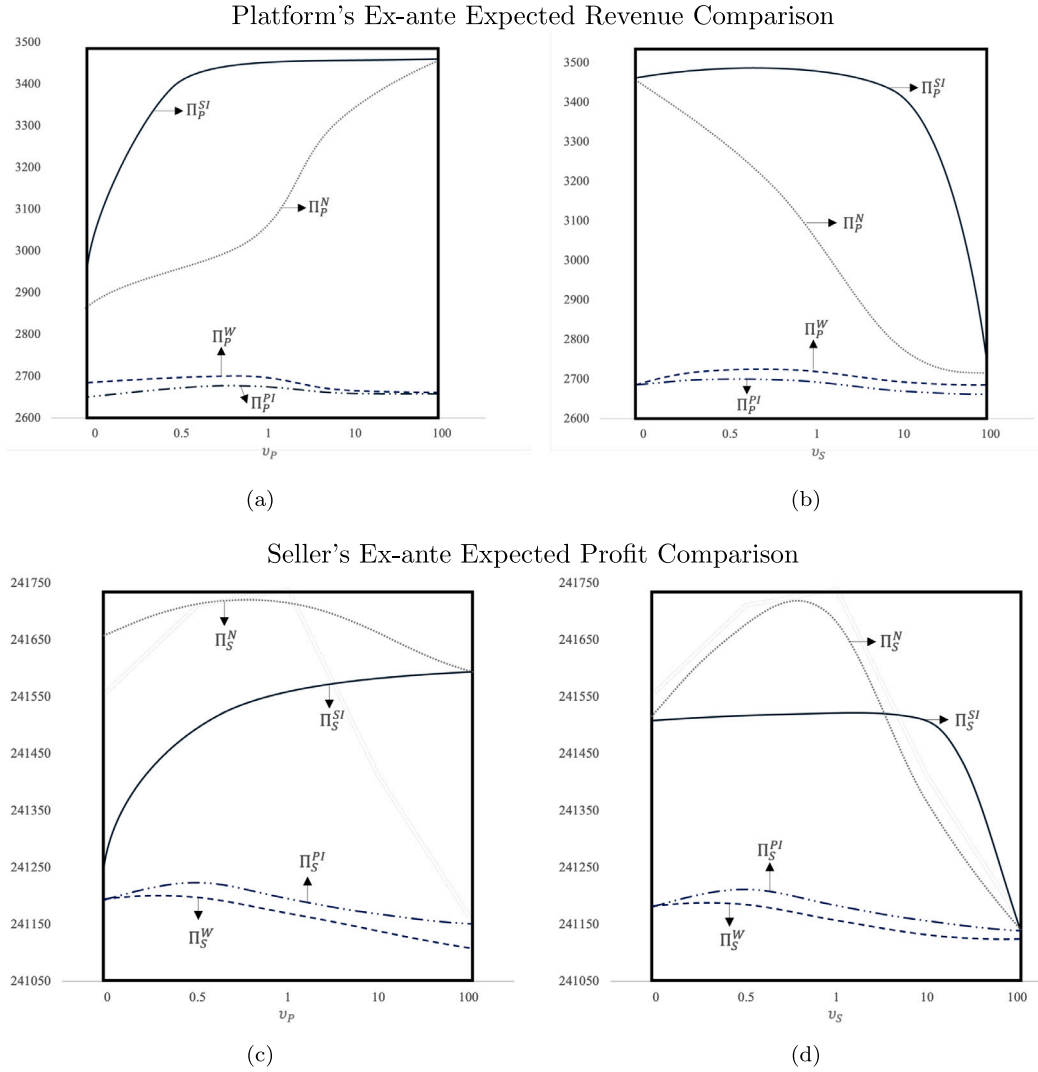 Platform's Ex-ante Expected Revenue Comparison
3500
3400
3300
3200
3100
3000
2900
2800
2700
2600
Π_P^{SI}
Π_P^N
Π_P^W
Π_P^{PI}
0 0.5 1 10 100
υ_P
(a)
3500
3400
3300
3200
3100
3000
2900
2800
2700
2600
Π_P^{SI}
Π_P^N
Π_P^W
Π_P^{PI}
0 0.5 1 10 100
υ_S
(b)
Seller's Ex-ante Expected Profit Comparison
241750
241650
241550
241450
241350
241250
241150
241050
Π_S^N
Π_S^{SI}
Π_S^{PI}
Π_S^W
0 0.5 1 10 100
υ_P
(c)
241750
241650
241550
241450
241350
241250
241150
241050
Π_S^N
Π_S^{SI}
Π_S^{PI}
Π_S^W
0 0.5 1 10 100
υ_S
(d)